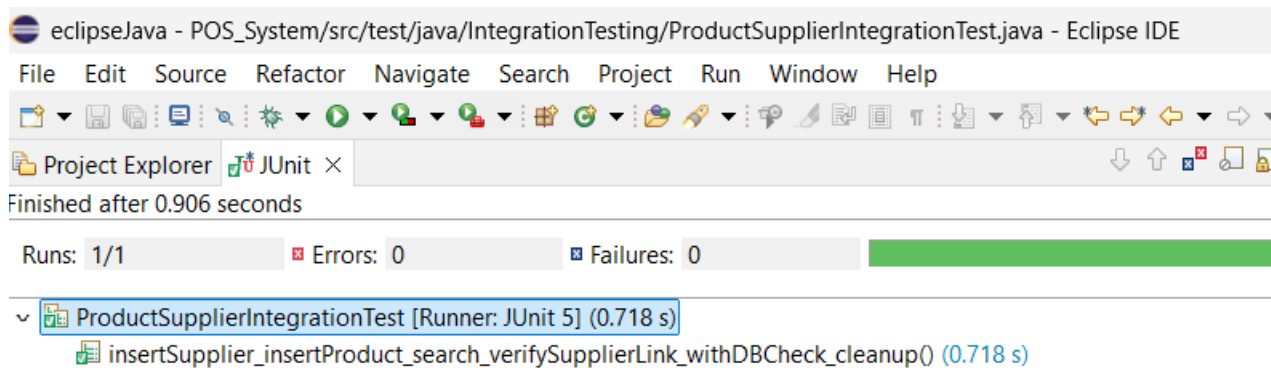 eclipseJava - POS_System/src/test/java/IntegrationTesting/ProductSupplierIntegrationTest.java - Eclipse IDE
File Edit Source Refactor Navigate Search Project Run Window Help
Project Explorer JUnit ×
Finished after 0.906 seconds
Runs: 1/1 Errors: 0 Failures: 0
ProductSupplierIntegrationTest [Runner: JUnit 5] (0.718 s)
insertSupplier_insertProduct_search_verifySupplierLink_withDBCheck_cleanup() (0.718 s)